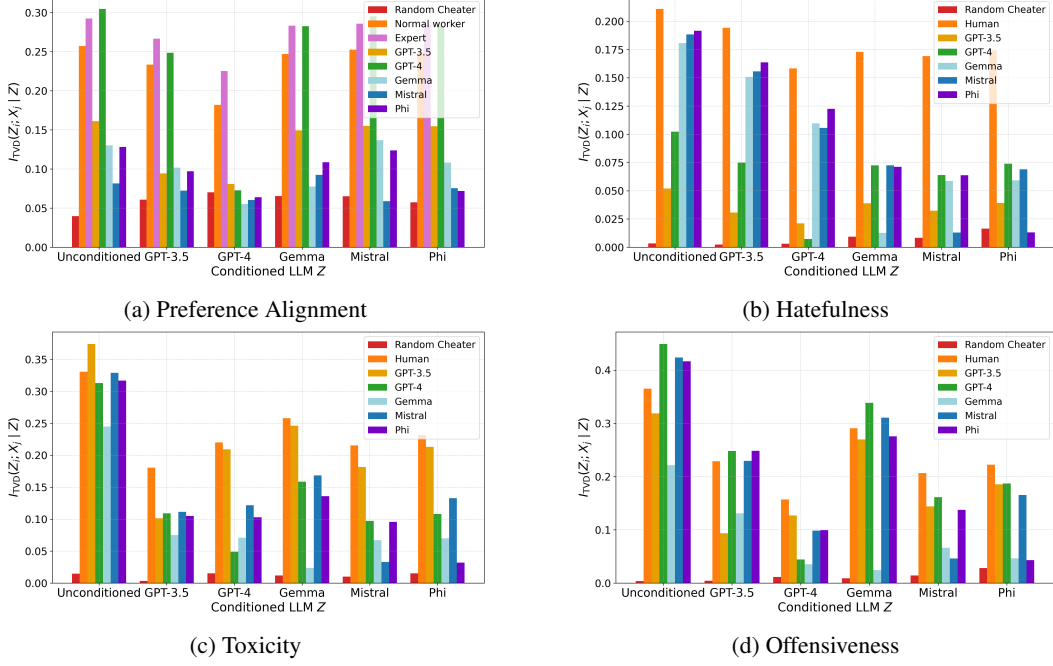 Random Cheater
Normal worker
Expert
GPT-3.5
GPT-4
Gemma
Mistral
Phi
0.30
0.25
0.20
0.15
0.10
0.05
0.00
I_TVD(Z_i; X_j | Z)
Unconditioned GPT-3.5 GPT-4 Gemma Mistral Phi
Conditioned LLM Z
(a) Preference Alignment
Random Cheater
Human
GPT-3.5
GPT-4
Gemma
Mistral
Phi
0.200
0.175
0.150
0.125
0.100
0.075
0.050
0.025
0.000
I_TVD(Z_i; X_j | Z)
Unconditioned GPT-3.5 GPT-4 Gemma Mistral Phi
Conditioned LLM Z
(b) Hatefulness
Random Cheater
Human
GPT-3.5
GPT-4
Gemma
Mistral
Phi
0.35
0.30
0.25
0.20
0.15
0.10
0.05
0.00
I_TVD(Z_i; X_j | Z)
Unconditioned GPT-3.5 GPT-4 Gemma Mistral Phi
Conditioned LLM Z
(c) Toxicity
Random Cheater
Human
GPT-3.5
GPT-4
Gemma
Mistral
Phi
0.4
0.3
0.2
0.1
0.0
I_TVD(Z_i; X_j | Z)
Unconditioned GPT-3.5 GPT-4 Gemma Mistral Phi
Conditioned LLM Z
(d) Offensiveness